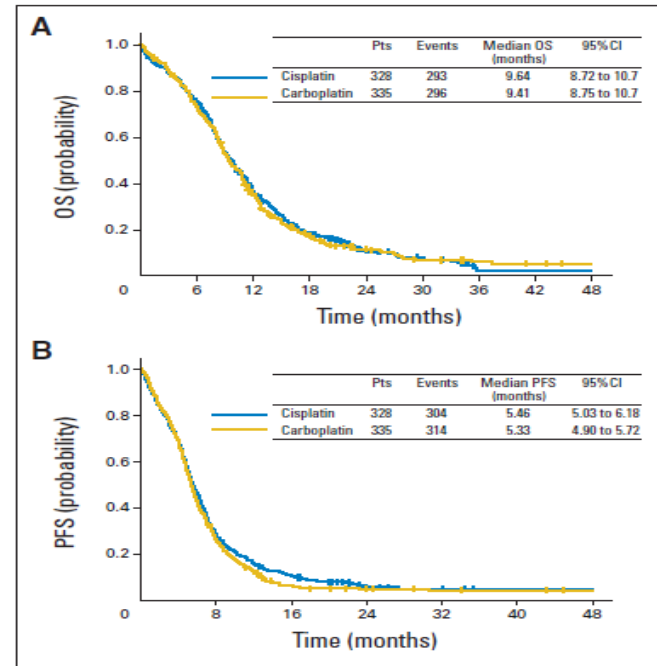 A
Pts Events Median OS (months) 95%CI
Cisplatin 328 293 9.64 8.72 to 10.7
Carboplatin 335 296 9.41 8.75 to 10.7
OS (probability)
1.0
0.8
0.6
0.4
0.2
0 6 12 18 24 30 36 42 48
Time (months)
B
Pts Events Median PFS (months) 95%CI
Cisplatin 328 304 5.46 5.03 to 6.18
Carboplatin 335 314 5.33 4.90 to 5.72
PFS (probability)
1.0
0.8
0.6
0.4
0.2
0 8 16 24 32 40 48
Time (months)